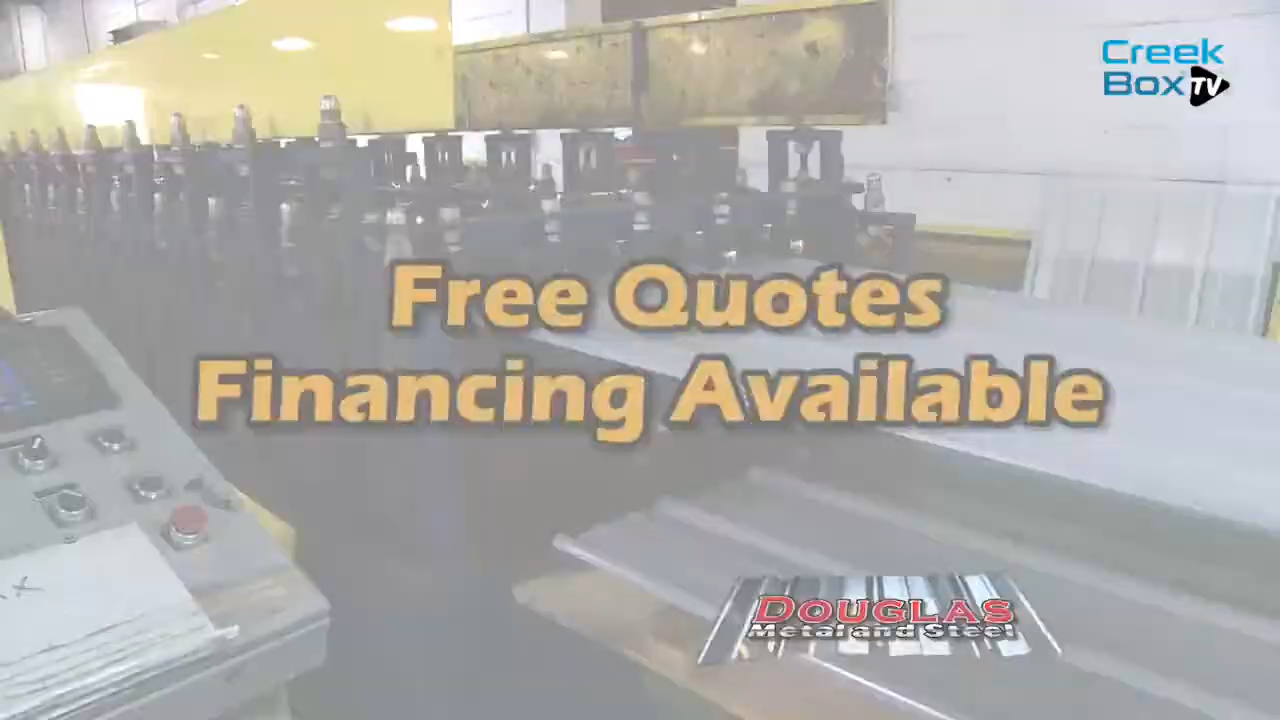 Creek
Box TV
Free Quotes
Financing Available
DOUGLAS
Metal and Steel